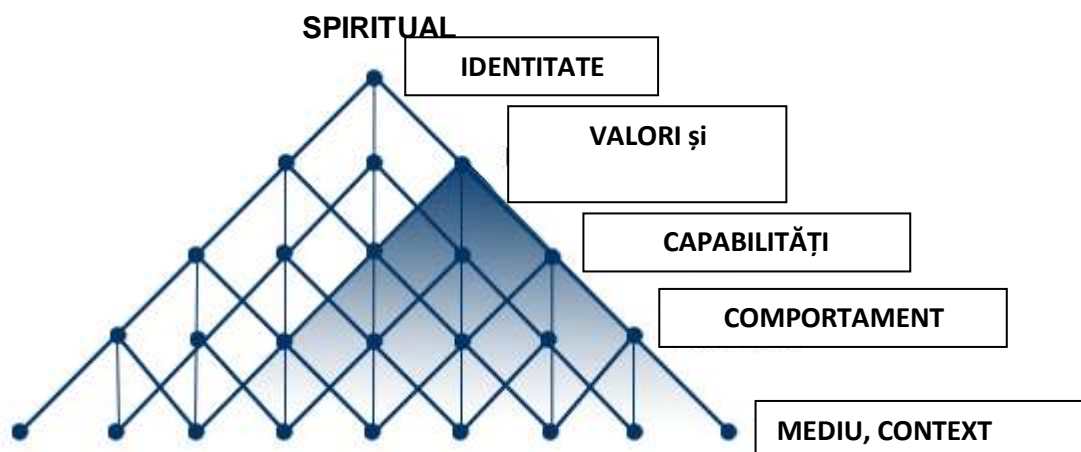 SPIRITUAL
IDENTITATE
VALORI și
CAPABILITĂȚI
COMPORTAMENT
MEDIU, CONTEXT